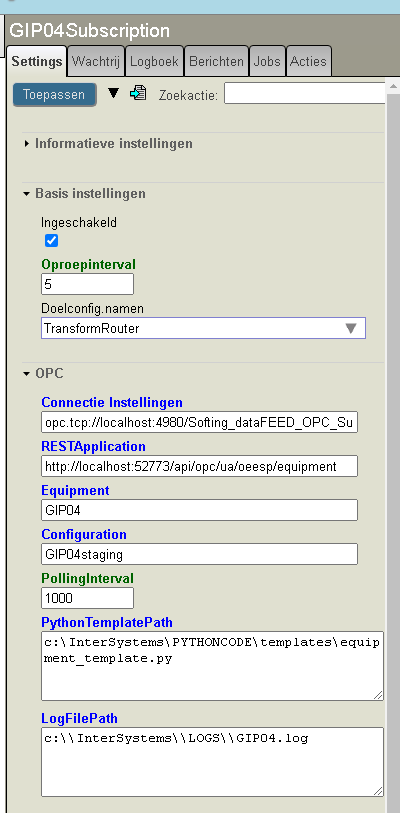 GIP04Subscription
Settings Wachtrij Logboek Berichten Jobs Acties
Toepassen Zoekactie:
Informatieve instellingen
Basis instellingen
Ingeschakeld
Oproepinterval
5
Doelconfig.namen
TransformRouter
OPC
Connectie Instellingen
opc.tcp://localhost:4980/Softing_dataFEED_OPC_Su
RESTApplication
http://localhost:52773/api/opc/ua/oeesp/equipment
Equipment
GIP04
Configuration
GIP04staging
PollingInterval
1000
PythonTemplatePath
c:\InterSystems\PYTHONCODE\templates\equip
ment_template.py
LogFilePath
c:\\InterSystems\\LOGS\\GIP04.log